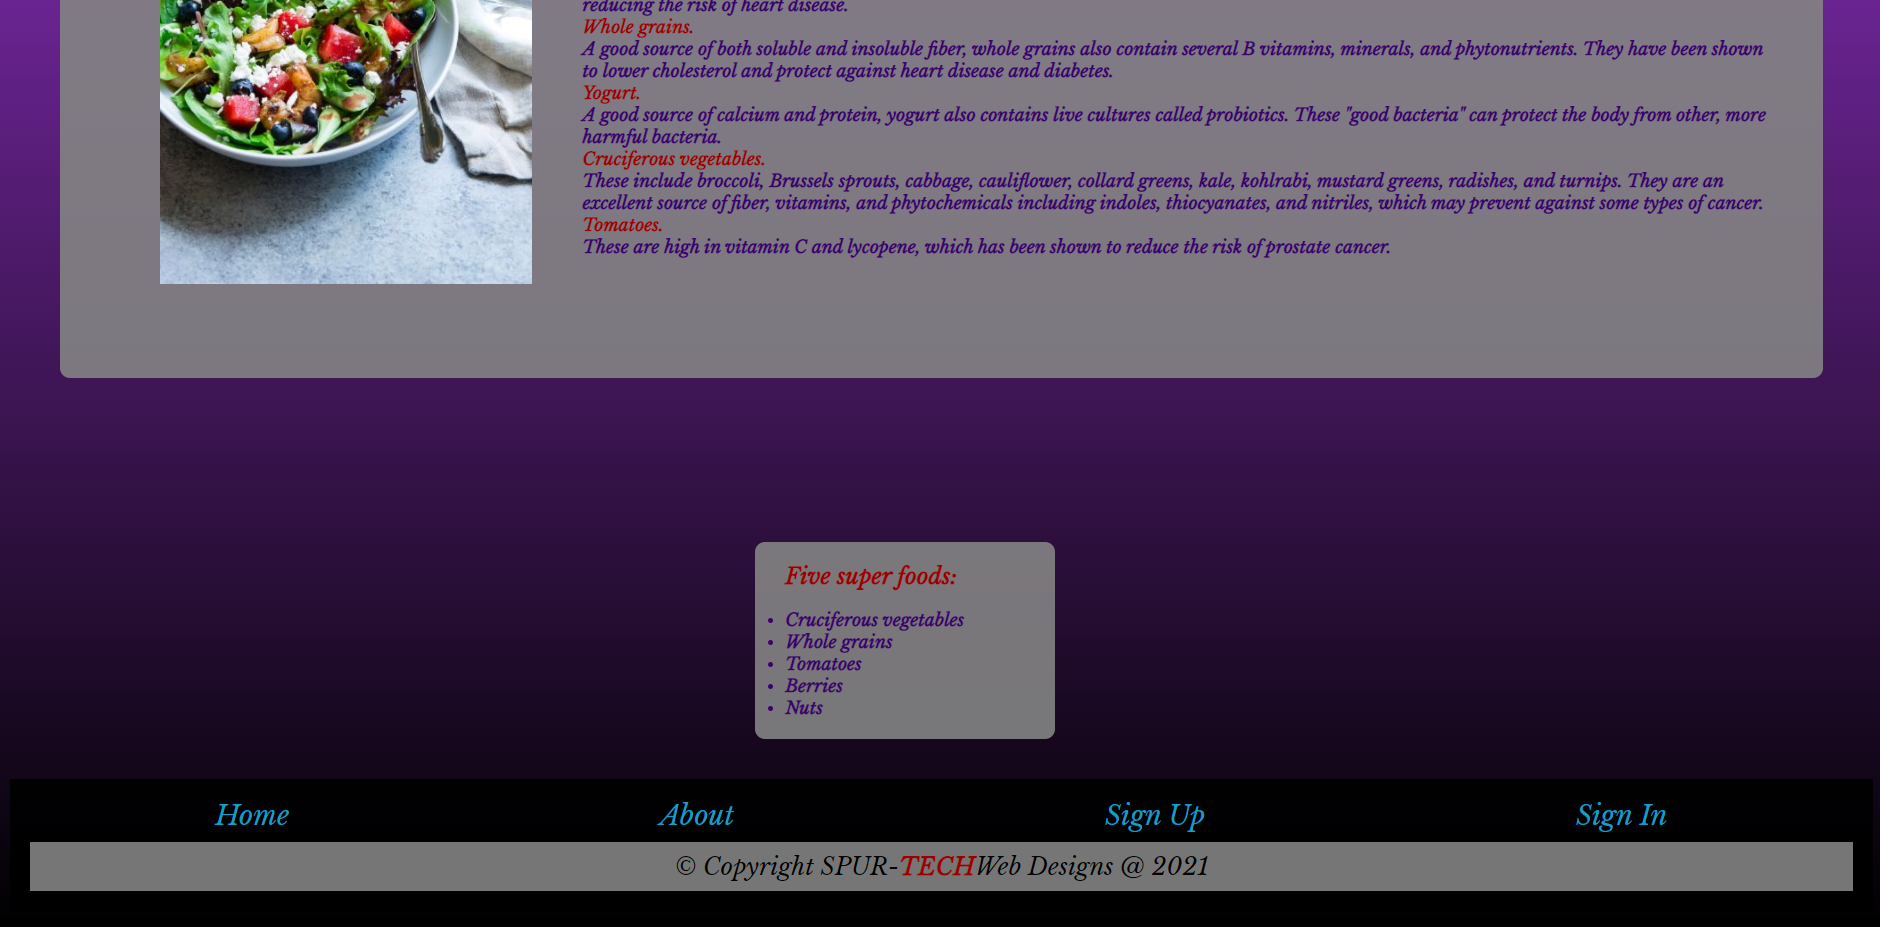 reducing the risk of heart disease.
Whole grains.
A good source of both soluble and insoluble fiber, whole grains also contain several B vitamins, minerals, and phytonutrients. They have been shown
to lower cholesterol and protect against heart disease and diabetes.
Yogurt.
A good source of calcium and protein, yogurt also contains live cultures called probiotics. These "good bacteria" can protect the body from other, more
harmful bacteria.
Cruciferous vegetables.
These include broccoli, Brussels sprouts, cabbage, cauliflower, collard greens, kale, kohlrabi, mustard greens, radishes, and turnips. They are an
excellent source of fiber, vitamins, and phytochemicals including indoles, thiocyanates, and nitriles, which may prevent against some types of cancer.
Tomatoes.
These are high in vitamin C and lycopene, which has been shown to reduce the risk of prostate cancer.
Five super foods:
• Cruciferous vegetables
• Whole grains
• Tomatoes
• Berries
• Nuts
Home About Sign Up Sign In
© Copyright SPUR-TECHWeb Designs @ 2021